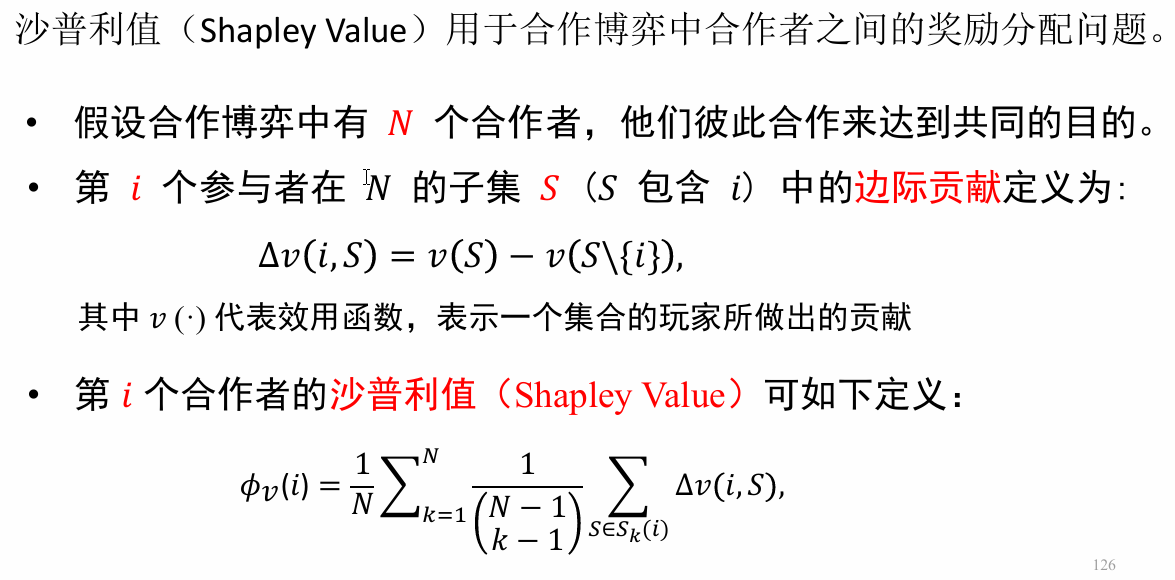 沙普利值（Shapley Value）用于合作博弈中合作者之间的奖励分配问题。
• 假设合作博弈中有 N 个合作者，他们彼此合作来达到共同的目的。
• 第 i 个参与者在 N 的子集 S (S 包含 i) 中的边际贡献定义为:
Δv(i,S) = v(S) − v(S\{i}),
其中 v (·) 代表效用函数，表示一个集合的玩家所做出的贡献
• 第 i 个合作者的沙普利值（Shapley Value）可如下定义：
ϕ_v(i) = \frac{1}{N} \sum_{k=1}^{N} \frac{1}{\binom{N-1}{k-1}} \sum_{S∈S_k(i)} Δv(i,S),
126